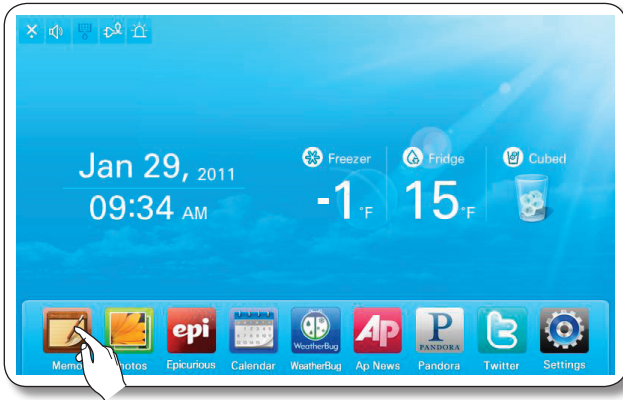 Freezer
Fridge
Cubed
Jan 29, 2011
09:34 AM
-1 °F
15 °F
epi
WeatherBug
AP
P
PANDORA
Memo
Photos
Epicurious
Calendar
WeatherBug
Ap News
Pandora
Twitter
Settings